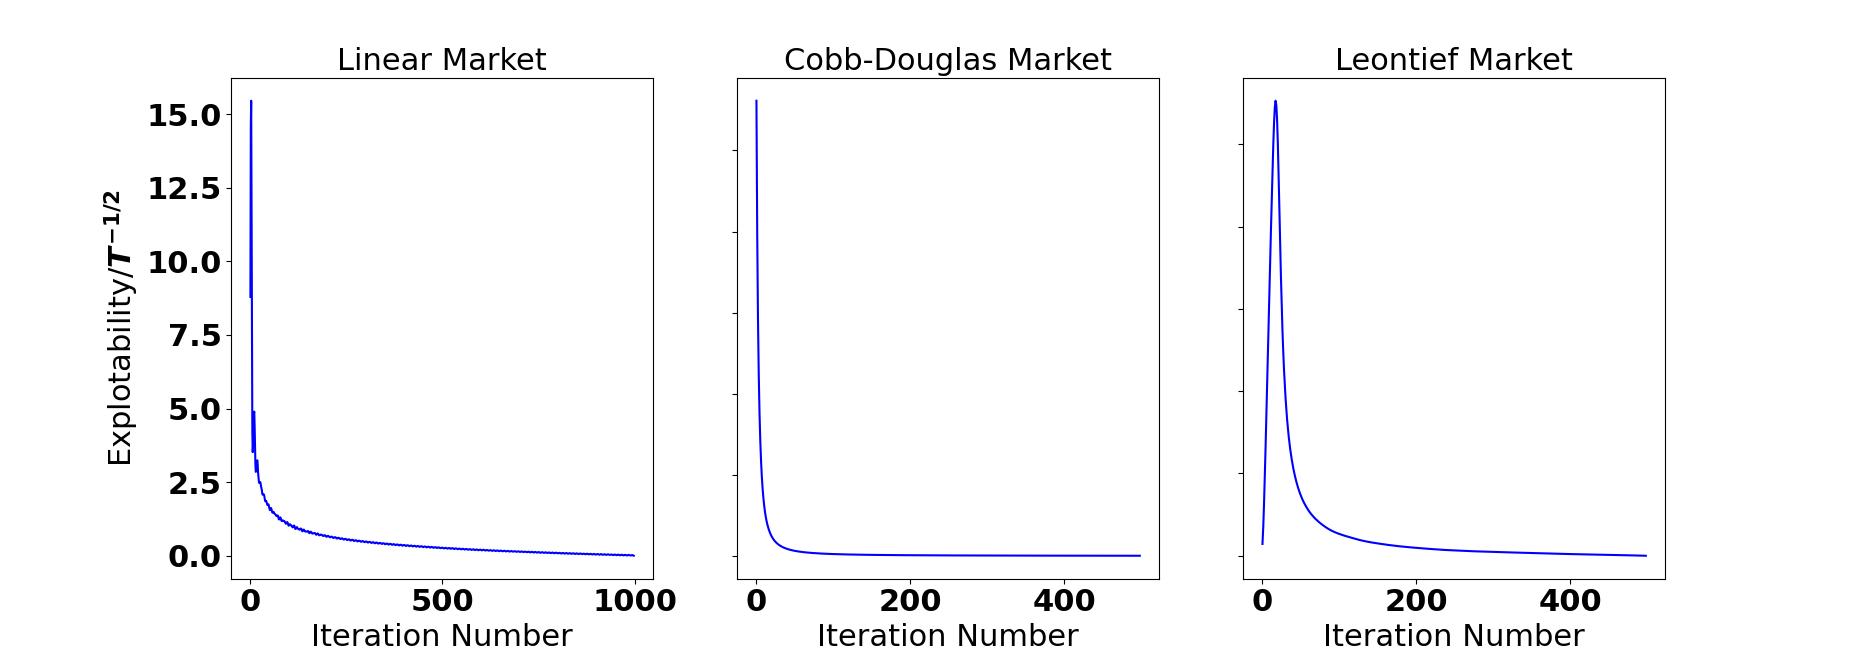 Linear Market
Cobb-Douglas Market
Leontief Market
Explotability/T−1/2
15.0
12.5
10.0
7.5
5.0
2.5
0.0
0 500 1000
0 200 400
0 200 400
Iteration Number
Iteration Number
Iteration Number